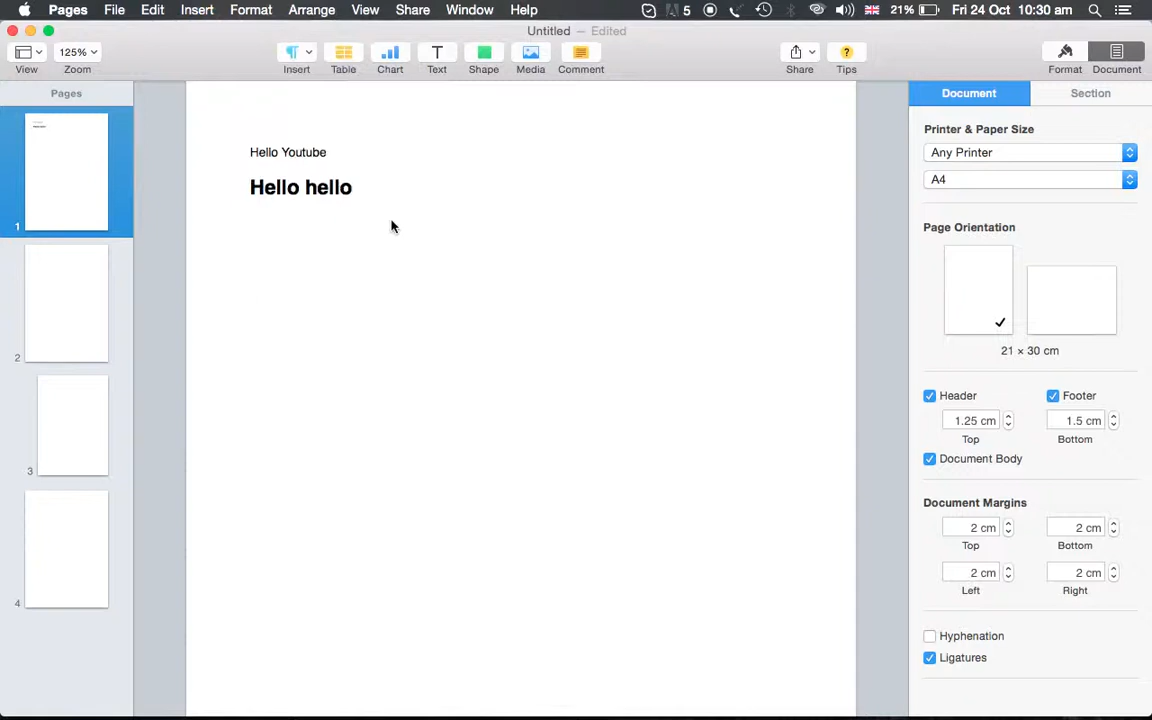 Pages File Edit Insert Format Arrange View Share Window Help 5 21% Fri 24 Oct 10:30 am
Untitled — Edited
125%
View Zoom Insert Table Chart Text Shape Media Comment Share Tips Format Document
Pages
Document Section
Printer & Paper Size
Any Printer
A4
Page Orientation
21 × 30 cm
Header Footer
1.25 cm 1.5 cm
Top Bottom
Document Body
Document Margins
2 cm 2 cm
Top Bottom
2 cm 2 cm
Left Right
Hyphenation
Ligatures
Hello Youtube
Hello hello
1
2
3
4